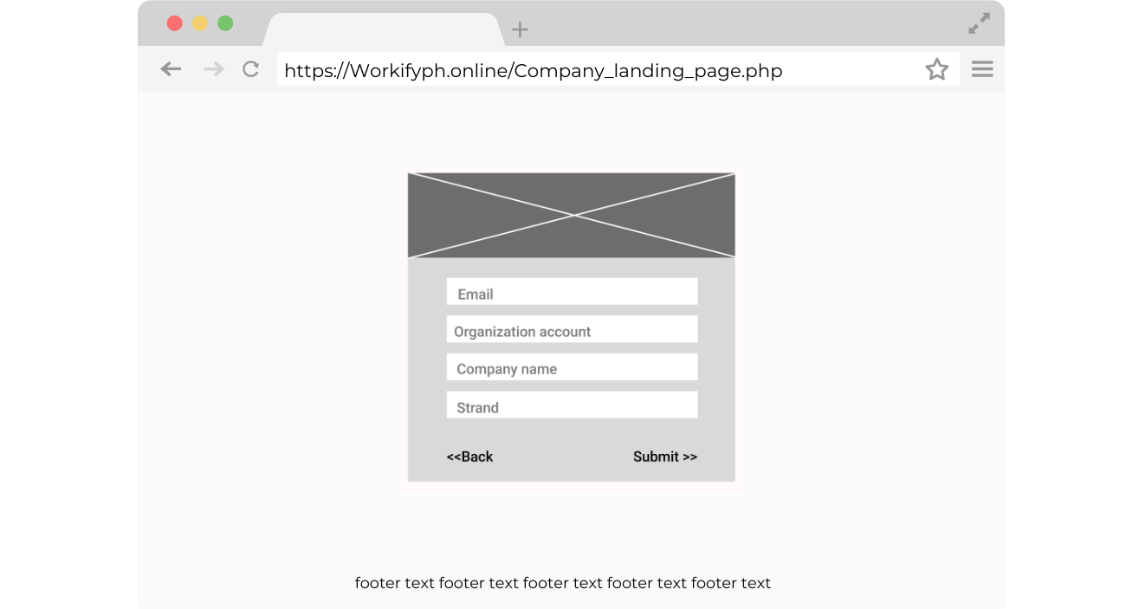 https://Workifyph.online/Company_landing_page.php
Email
Organization account
Company name
Strand
<<Back Submit >>
footer text footer text footer text footer text footer text